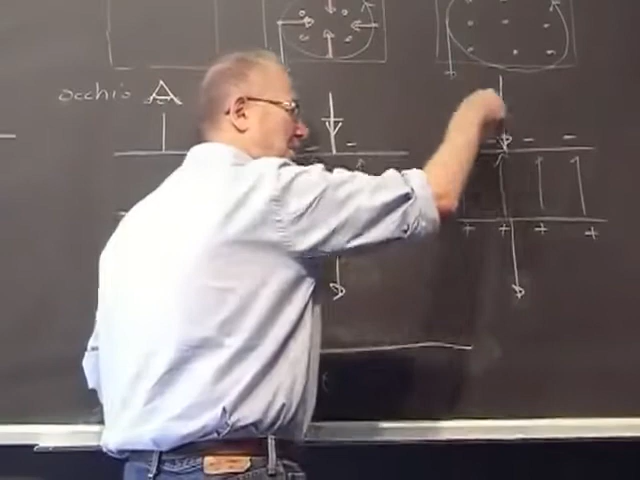 occhio
- - -
+ + + +